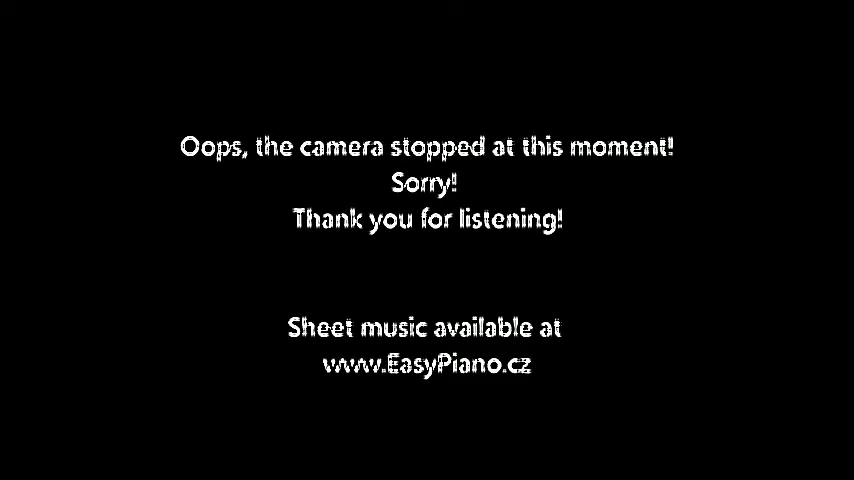 Oops, the camera stopped at this moment!
Sorry!
Thank you for listening!
Sheet music available at
www.EasyPiano.cz